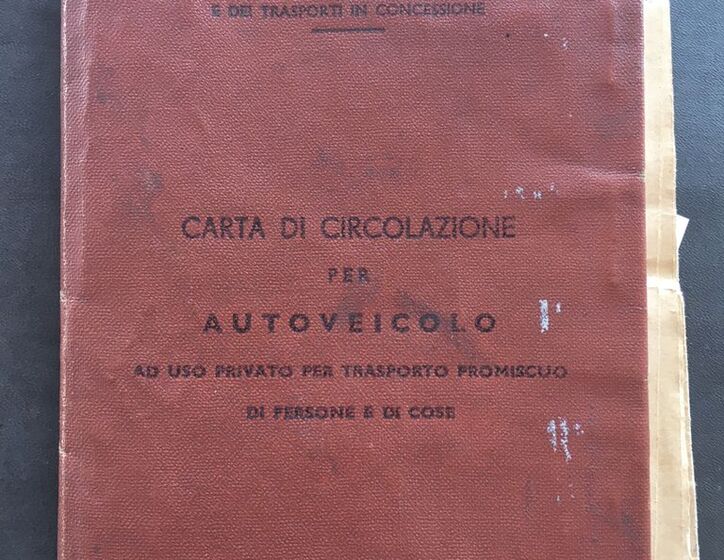 E DEI TRASPORTI IN CONCESSIONE
CARTA DI CIRCOLAZIONE
PER
AUTOVEICOLO
AD USO PRIVATO PER TRASPORTO PROMISCUO
DI PERSONE E DI COSE